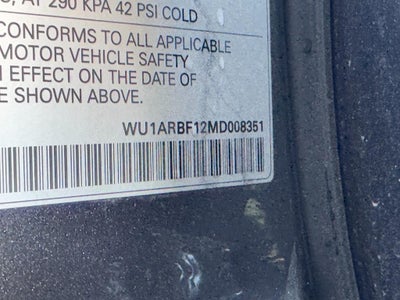 , AT 290 KPA 42 PSI COLD
CONFORMS TO ALL APPLICABLE
MOTOR VEHICLE SAFETY
EFFECT ON THE DATE OF
SHOWN ABOVE.
WU1ARBF12MD008351